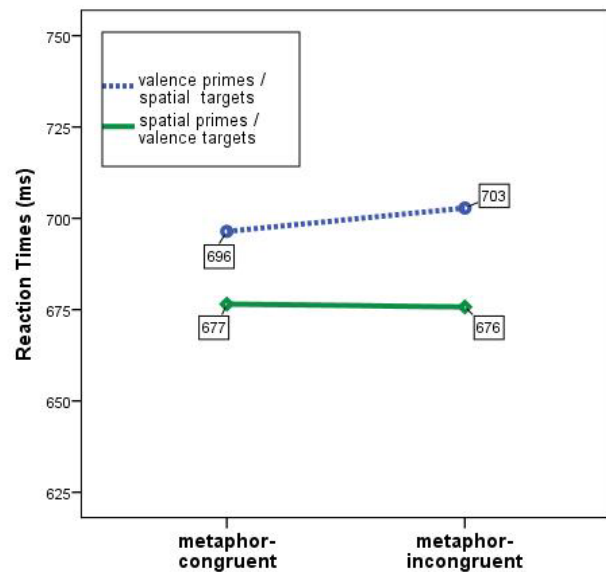 750
725
700
675
650
625
Reaction Times (ms)
valence primes /
spatial targets
spatial primes /
valence targets
703
696
677
676
metaphor-
congruent
metaphor-
incongruent